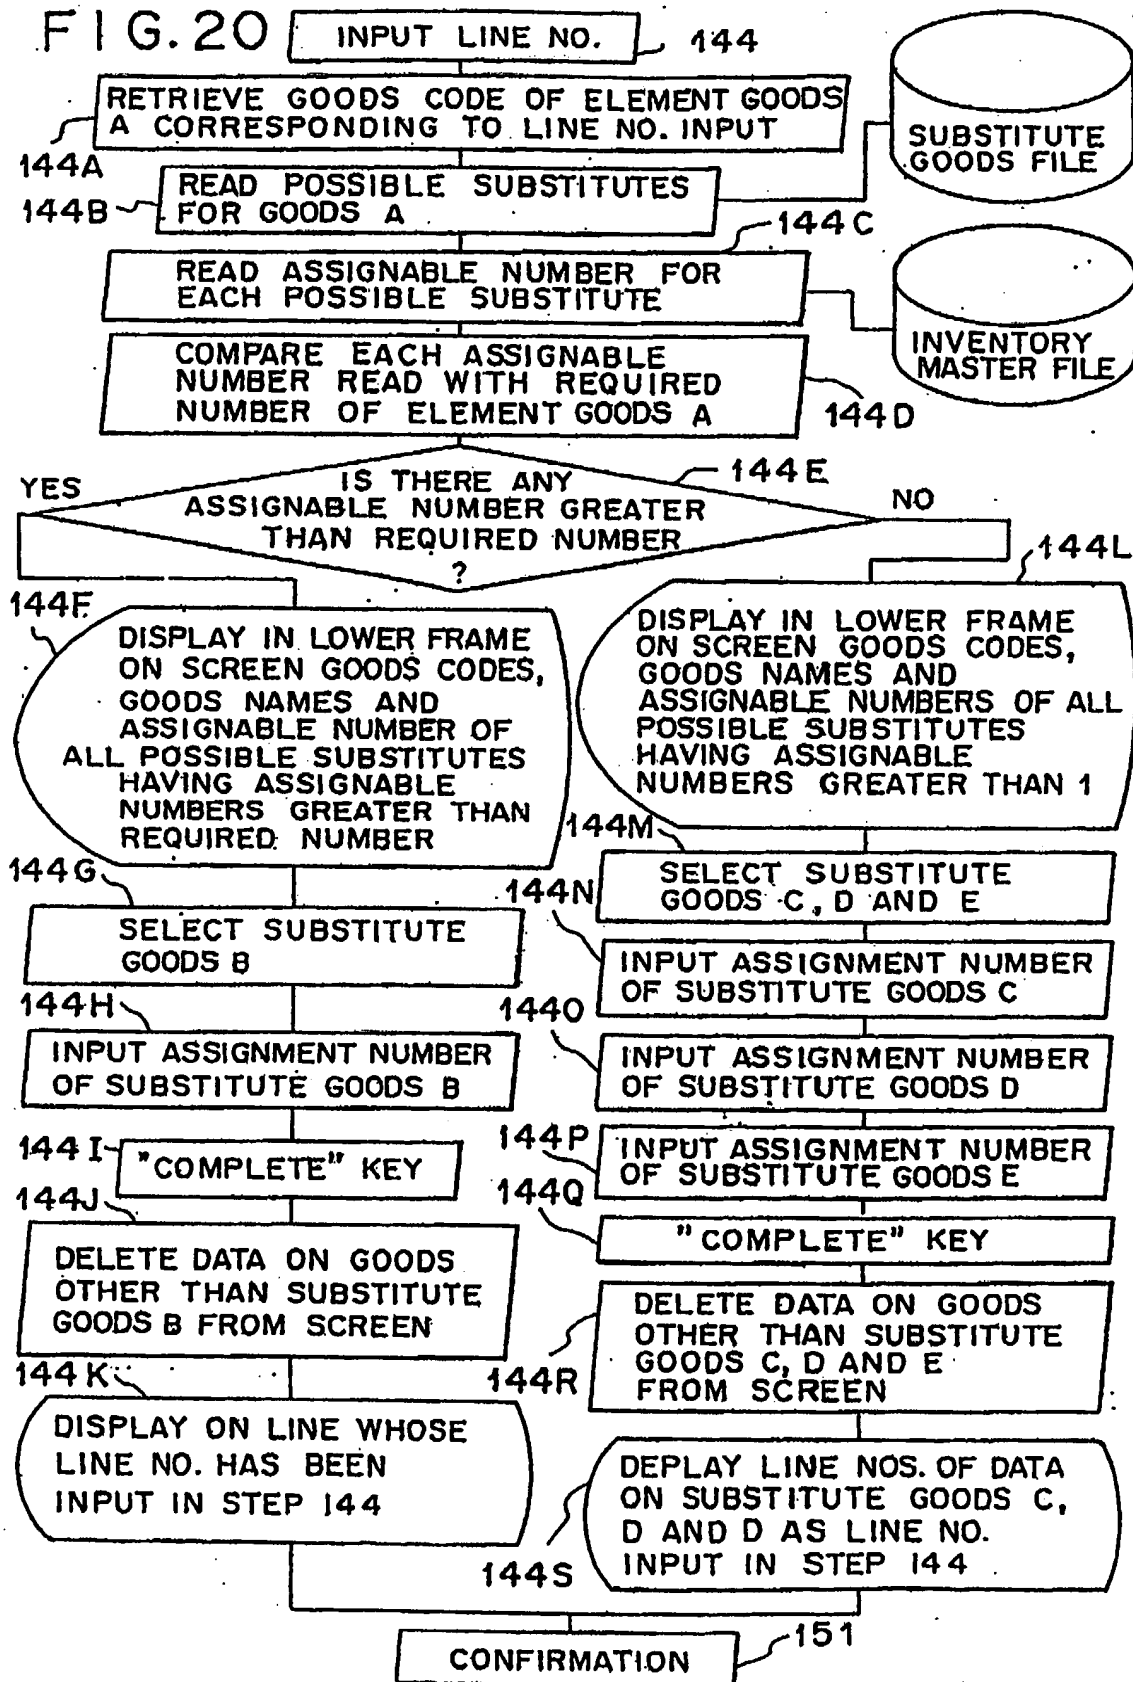 FIG. 20
INPUT LINE NO.
144
RETRIEVE GOODS CODE OF ELEMENT GOODS
A CORRESPONDING TO LINE NO. INPUT
144A
SUBSTITUTE
GOODS FILE
READ POSSIBLE SUBSTITUTES
FOR GOODS A
144B
144C
READ ASSIGNABLE NUMBER FOR
EACH POSSIBLE SUBSTITUTE
INVENTORY
MASTER FILE
COMPARE EACH ASSIGNABLE
NUMBER READ WITH REQUIRED
NUMBER OF ELEMENT GOODS A
144D
144E
IS THERE ANY
ASSIGNABLE NUMBER GREATER
THAN REQUIRED NUMBER
?
YES
NO
144F
DISPLAY IN LOWER FRAME
ON SCREEN GOODS CODES,
GOODS NAMES AND
ASSIGNABLE NUMBER OF
ALL POSSIBLE SUBSTITUTES
HAVING ASSIGNABLE
NUMBERS GREATER THAN
REQUIRED NUMBER
144G
SELECT SUBSTITUTE
GOODS B
144H
INPUT ASSIGNMENT NUMBER
OF SUBSTITUTE GOODS B
144I
"COMPLETE" KEY
144J
DELETE DATA ON GOODS
OTHER THAN SUBSTITUTE
GOODS B FROM SCREEN
144K
DISPLAY ON LINE WHOSE
LINE NO. HAS BEEN
INPUT IN STEP 144
144L
DISPLAY IN LOWER FRAME
ON SCREEN GOODS CODES,
GOODS NAMES AND
ASSIGNABLE NUMBERS OF ALL
POSSIBLE SUBSTITUTES
HAVING ASSIGNABLE
NUMBERS GREATER THAN 1
144M
SELECT SUBSTITUTE
GOODS C, D AND E
144N
INPUT ASSIGNMENT NUMBER
OF SUBSTITUTE GOODS C
144O
INPUT ASSIGNMENT NUMBER
OF SUBSTITUTE GOODS D
144P
INPUT ASSIGNMENT NUMBER
OF SUBSTITUTE GOODS E
144Q
"COMPLETE" KEY
DELETE DATA ON GOODS
OTHER THAN SUBSTITUTE
GOODS C, D AND E
FROM SCREEN
144R
DEPLAY LINE NOS. OF DATA
ON SUBSTITUTE GOODS C,
D AND D AS LINE NO.
INPUT IN STEP 144
144S
151
CONFIRMATION